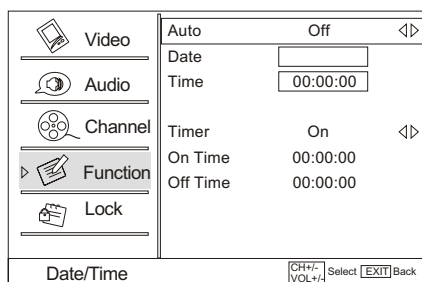 Video
Audio
Channel
Function
Lock
Auto Off
Date
Time 00:00:00
Timer On
On Time 00:00:00
Off Time 00:00:00
Date/Time
CH+/-
VOL+/- Select EXIT Back